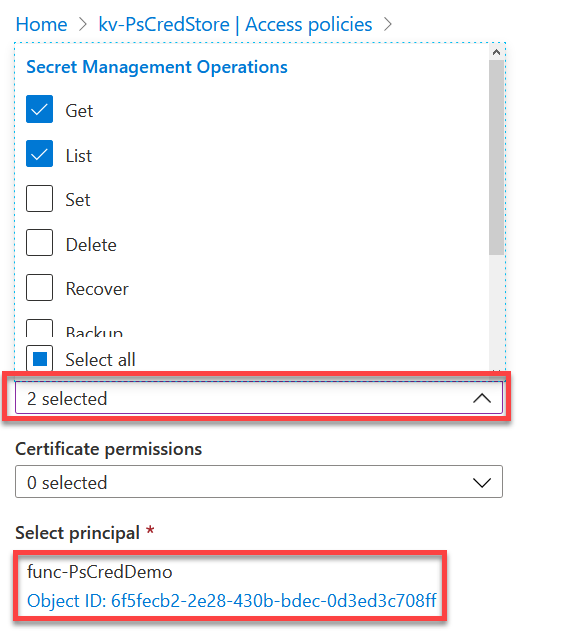 Home > kv-PsCredStore | Access policies >
Secret Management Operations
Get
List
Set
Delete
Recover
Backup
Select all
2 selected
Certificate permissions
0 selected
Select principal *
func-PsCredDemo
Object ID: 6f5fecb2-2e28-430b-bdec-0d3ed3c708ff